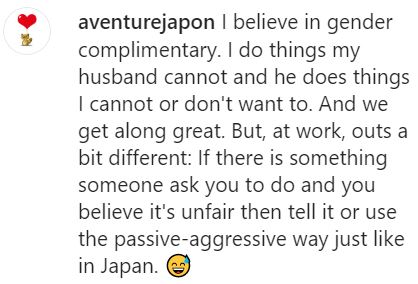 aventurejapon I believe in gender
complimentary. I do things my
husband cannot and he does things
I cannot or don't want to. And we
get along great. But, at work, outs a
bit different: If there is something
someone ask you to do and you
believe it's unfair then tell it or use
the passive-aggressive way just like
in Japan. 😅